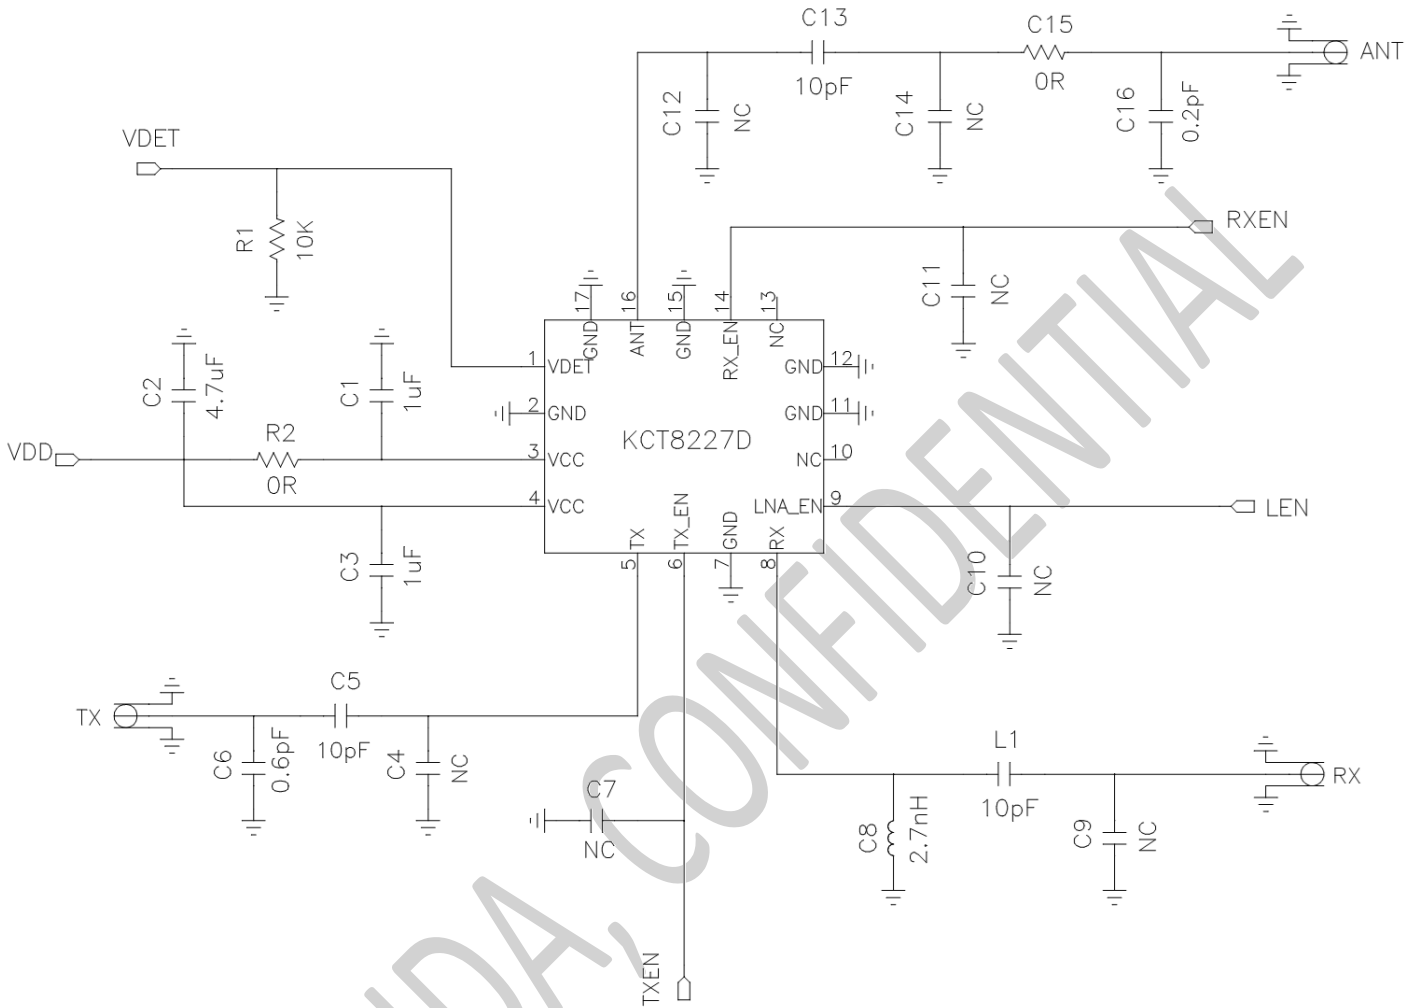 C13
C15
ANT
10pF
0R
C12
NC
C14
NC
C16
0.2pF
VDET
R1
10K
RXEN
C11
NC
17
16
15
14
13
GND
ANT
GND
RX_EN
NC
C2
4.7uF
C1
1uF
1
VDET
GND
12
2
GND
GND
11
R2
KCT8227D
VDD
3
VCC
NC
10
0R
4
VCC
LNA_EN
9
LEN
TX
TX_EN
GND
RX
5
6
7
8
C3
1uF
C10
NC
C5
TX
10pF
C6
0.6pF
C4
NC
L1
RX
10pF
C7
NC
C8
2.7nH
C9
NC
TXEN
NDA, CONFIDENTIAL